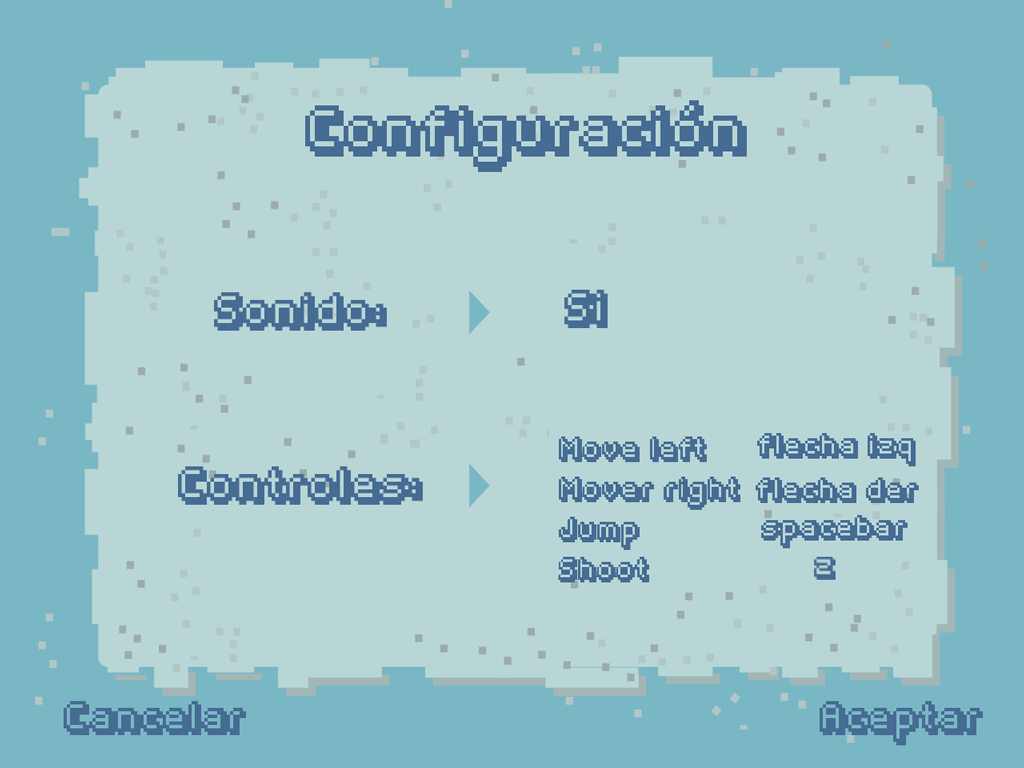 Configuración
Sonido: Si
Controles:
Move left flecha izq
Mover right flecha der
Jump spacebar
Shoot Z
Cancelar Aceptar